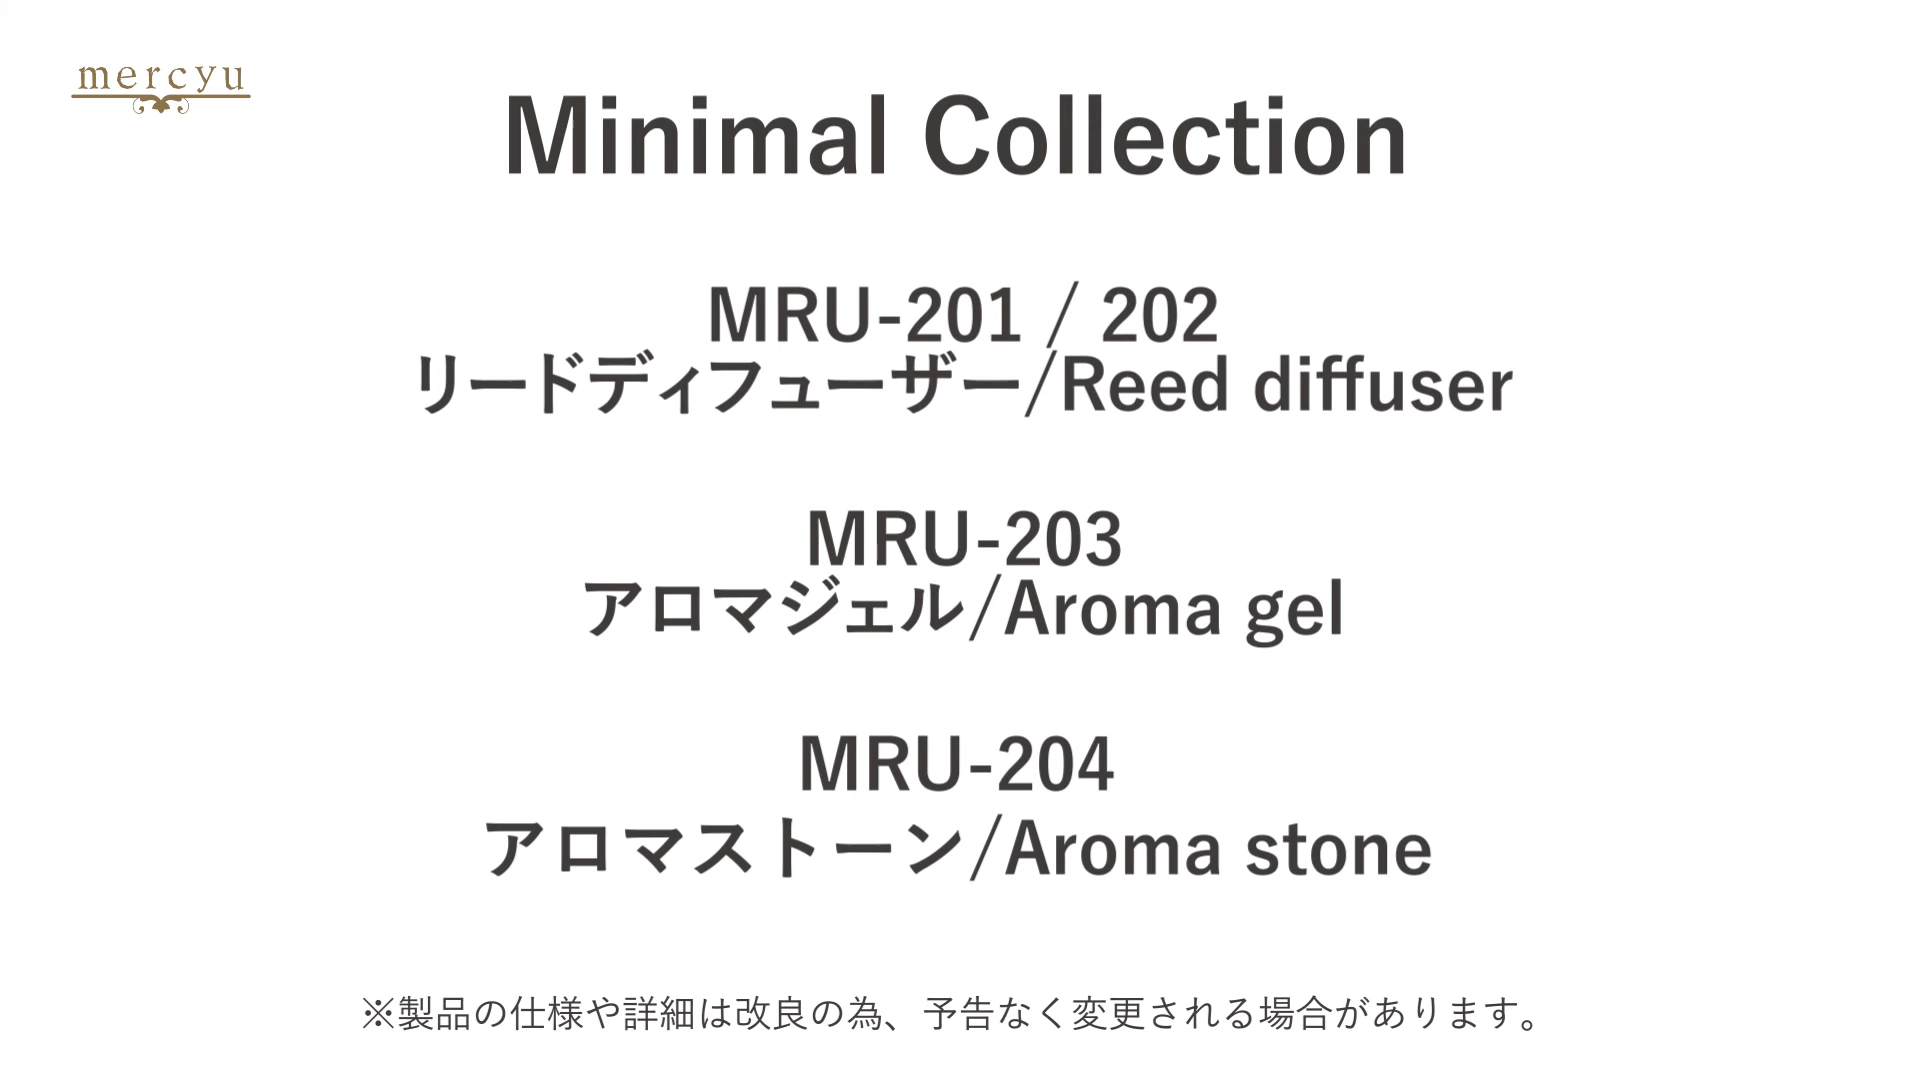 mercyu
Minimal Collection
MRU-201 / 202
リードディフューザー/Reed diffuser
MRU-203
アロマジェル/Aroma gel
MRU-204
アロマストーン/Aroma stone
※製品の仕様や詳細は改良の為、予告なく変更される場合があります。